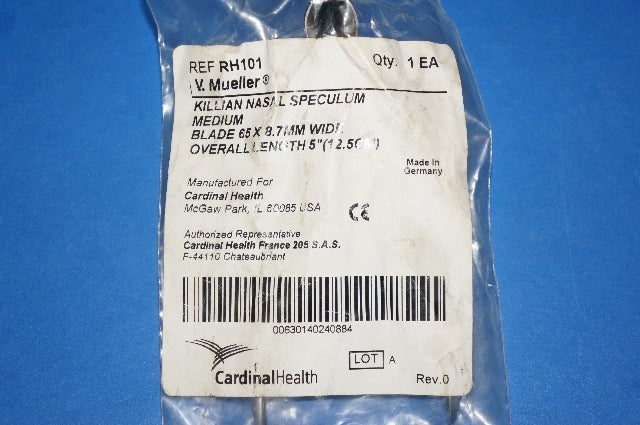 REF RH101 Qty. 1 EA
V. Mueller®
KILLIAN NASAL SPECULUM
MEDIUM
BLADE 65 X 8.7MM WIDE
OVERALL LENGTH 5"(12.5CM)
Made in
Germany
Manufactured For
Cardinal Health
McGaw Park, IL 60085 USA
CE
Authorized Representative
Cardinal Health France 205 S.A.S.
F-44110 Chateaubriant
00630140240884
LOT A
CardinalHealth
Rev.0